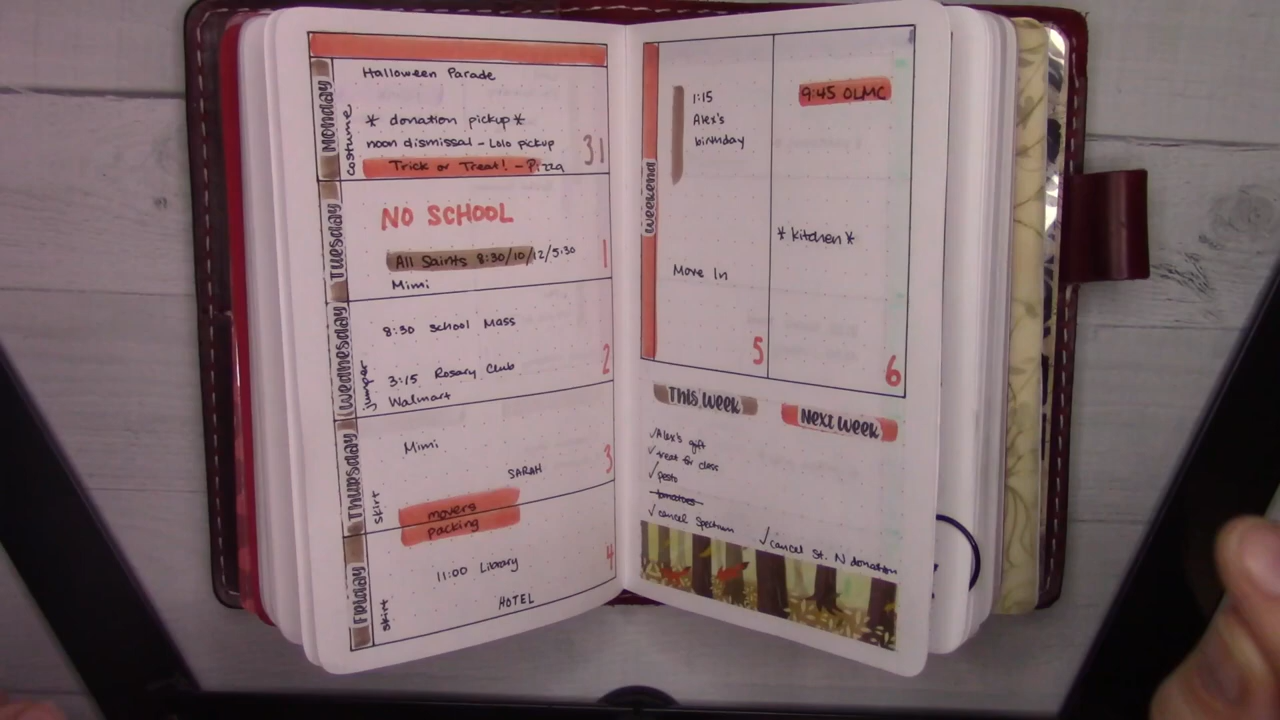 MONDAY
costume
Halloween Parade
* donation pickup *
noon dismissal - Lolo pickup
Trick or Treat! - Pizza
31
TUESDAY
NO SCHOOL
All Saints 8:30/10/12/5:30
Mimi
1
Wednesday
jumper
8:30 School Mass
3:15 Rosary Club
Walmart
2
Thursday
skirt
Mimi
SARAH
3
movers
packing
Friday
skirt
11:00 Library
HOTEL
4
Weekend
1:15
Alex's
birthday
Move In
5
9:45 OLMC
* kitchen *
6
This Week
✓Alex's gift
✓treat for class
✓pesto
tomatoes
✓cancel Spectrum
Next Week
✓cancel St. N donation